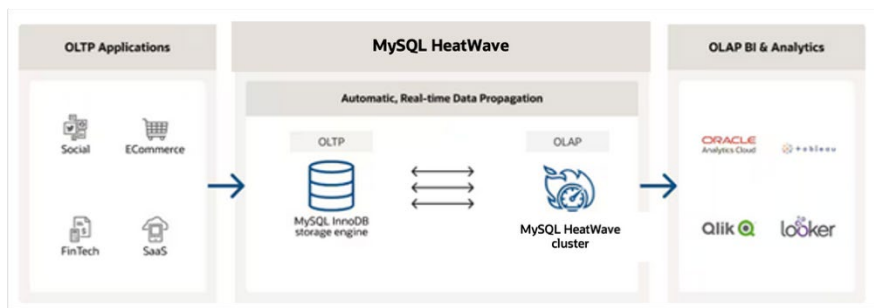 OLTP Applications
MySQL HeatWave
OLAP BI & Analytics
Automatic, Real-time Data Propagation
Social
ECommerce
FinTech
SaaS
OLTP
MySQL InnoDB
storage engine
OLAP
MySQL HeatWave
cluster
ORACLE
Analytics Cloud
+ableau
Qlik
looker